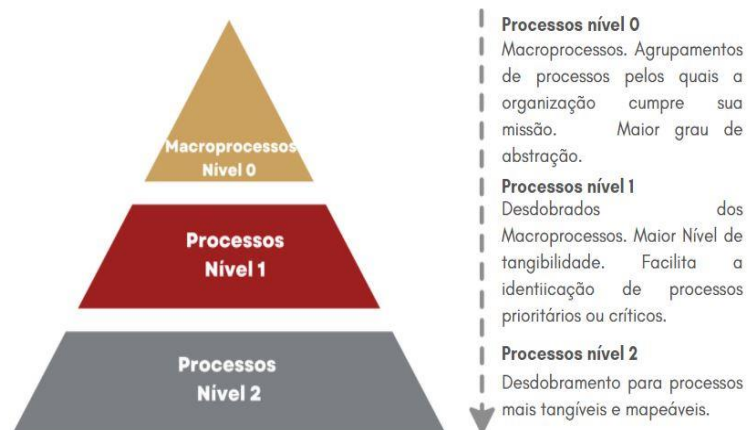 Macroprocessos
Nível 0
Processos
Nível 1
Processos
Nível 2
Processos nível 0
Macroprocessos. Agrupamentos
de processos pelos quais a
organização cumpre sua
missão. Maior grau de
abstração.
Processos nível 1
Desdobrados dos
Macroprocessos. Maior Nível de
tangibilidade. Facilita a
identiicação de processos
prioritários ou críticos.
Processos nível 2
Desdobramento para processos
mais tangíveis e mapeáveis.